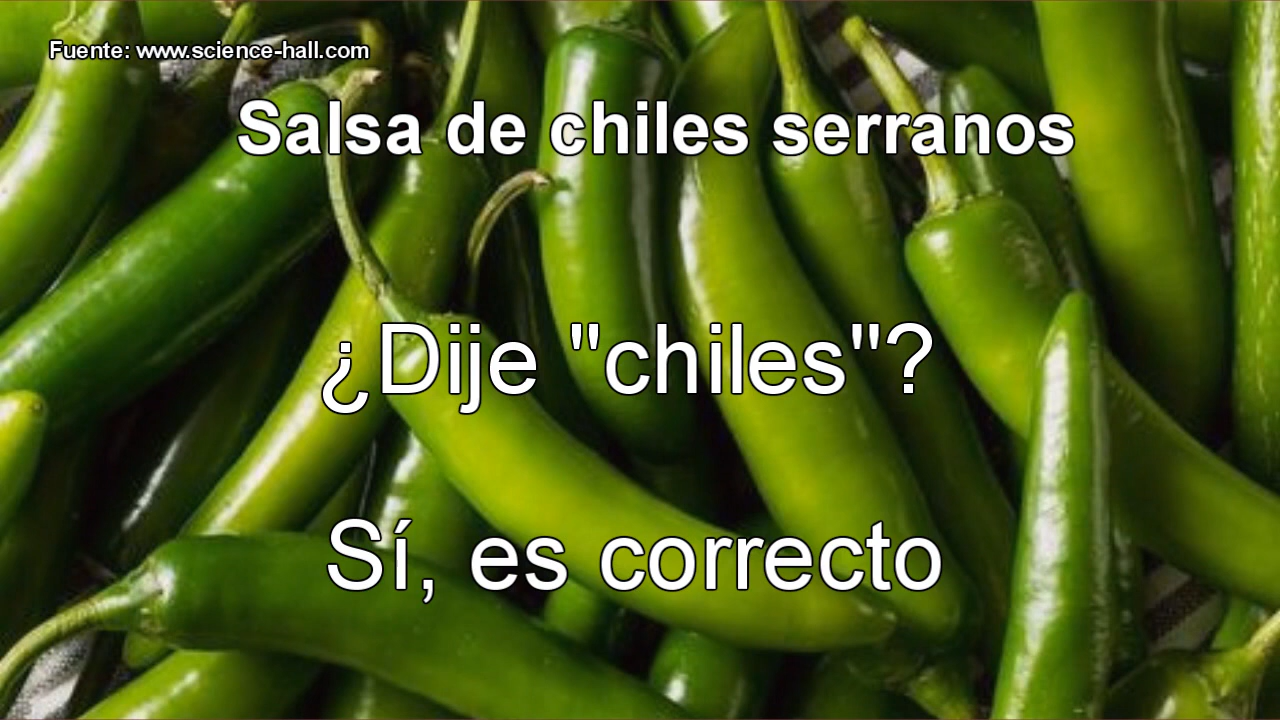 Fuente: www.science-hall.com
Salsa de chiles serranos
¿Dije "chiles"?
Sí, es correcto